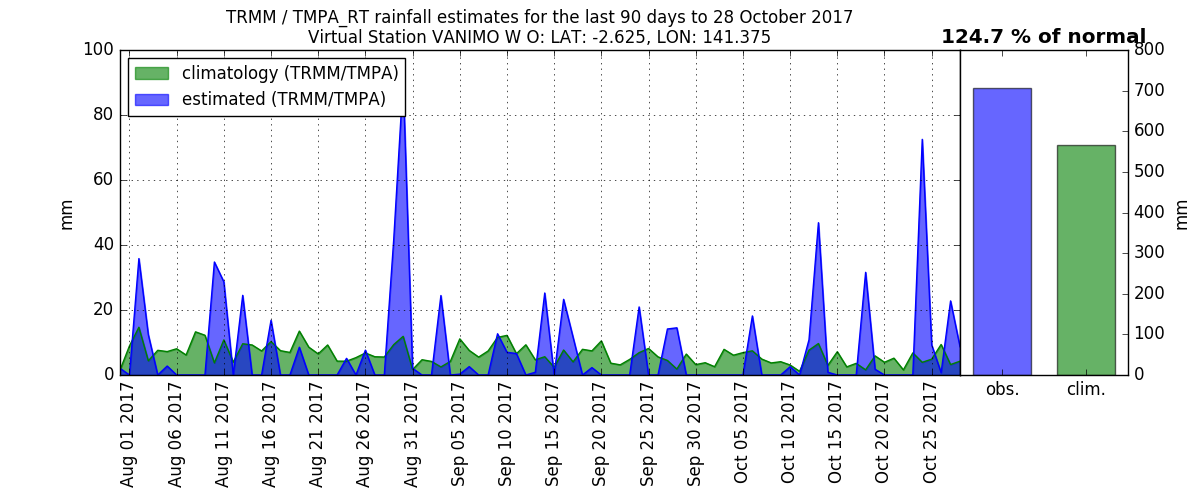 TRMM / TMPA_RT rainfall estimates for the last 90 days to 28 October 2017
Virtual Station VANIMO W O: LAT: -2.625, LON: 141.375
124.7 % of normal
climatology (TRMM/TMPA)
estimated (TRMM/TMPA)
100
80
60
40
20
0
mm
Aug 01 2017
Aug 06 2017
Aug 11 2017
Aug 16 2017
Aug 21 2017
Aug 26 2017
Aug 31 2017
Sep 05 2017
Sep 10 2017
Sep 15 2017
Sep 20 2017
Sep 25 2017
Sep 30 2017
Oct 05 2017
Oct 10 2017
Oct 15 2017
Oct 20 2017
Oct 25 2017
obs.
clim.
800
700
600
500
400
300
200
100
0
mm